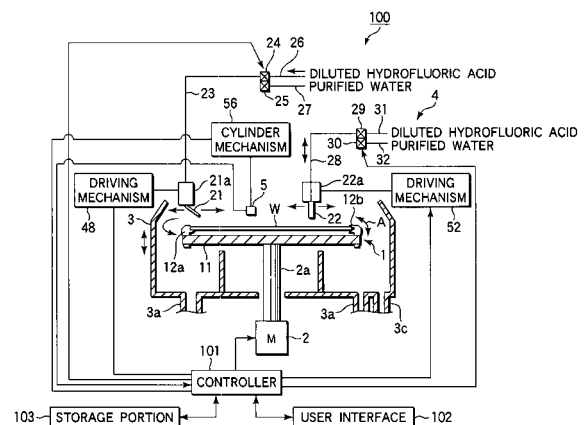 100
24
26
DILUTED HYDROFLUORIC ACID
PURIFIED WATER
23
25
27
4
56
29
31
DILUTED HYDROFLUORIC ACID
PURIFIED WATER
CYLINDER MECHANISM
30
28
32
DRIVING MECHANISM
21a
21
5
22a
22
DRIVING MECHANISM
48
3
W
12b
A
52
12a
11
2a
1
3a
3a
3c
M
2
101
CONTROLLER
103
STORAGE PORTION
USER INTERFACE
102